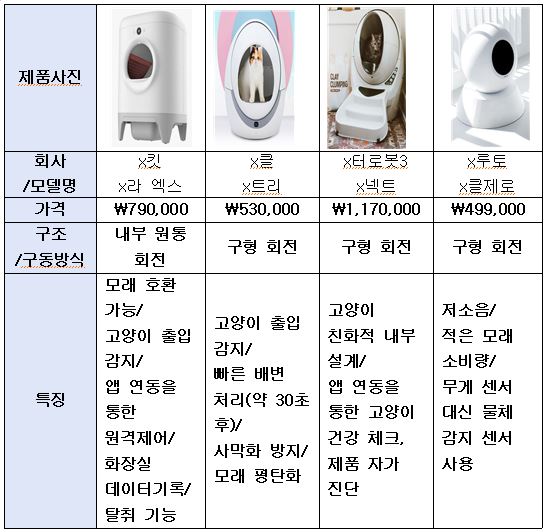 제품사진
CLAY
CLUMPING
회사
/모델명
x킷
x라 엑스
x클
x트리
x터로봇3
x넥트
x루토
x클제로
가격
₩790,000
₩530,000
₩1,170,000
₩499,000
구조
/구동방식
내부 원통
회전
구형 회전
구형 회전
구형 회전
특징
모래 호환
가능/
고양이 출입
감지/
앱 연동을
통한
원격제어/
화장실
데이터기록/
탈취 기능
고양이 출입
감지/
빠른 배변
처리(약 30초
후)/
사막화 방지/
모래 평탄화
고양이
친화적 내부
설계/
앱 연동을
통한 고양이
건강 체크,
제품 자가
진단
저소음/
적은 모래
소비량/
무게 센서
대신 물체
감지 센서
사용